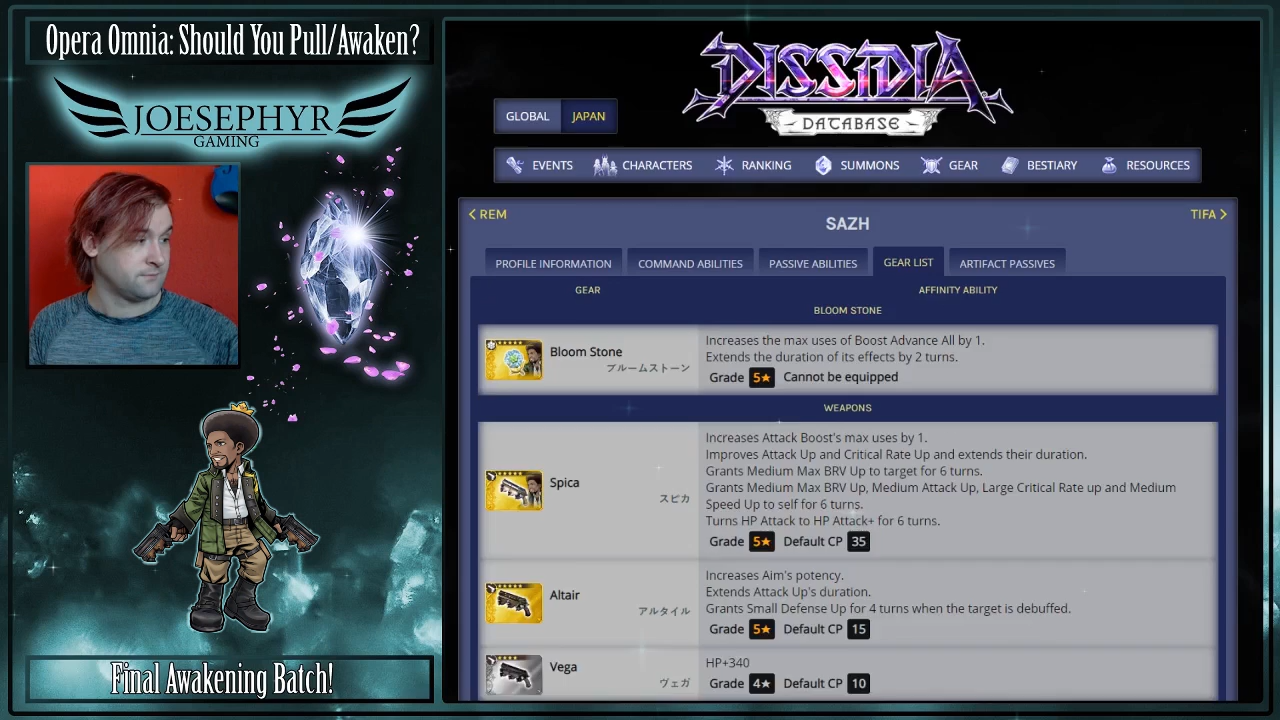 Opera Omnia: Should You Pull/Awaken?
JOESEPHYR
GAMING
Final Awakening Batch!
DISSIDIA
DATABASE
GLOBAL
JAPAN
EVENTS
CHARACTERS
RANKING
SUMMONS
GEAR
BESTIARY
RESOURCES
REM
SAZH
TIFA
PROFILE INFORMATION
COMMAND ABILITIES
PASSIVE ABILITIES
GEAR LIST
ARTIFACT PASSIVES
GEAR
AFFINITY ABILITY
BLOOM STONE
Bloom Stone
ブルームストーン
Increases the max uses of Boost Advance All by 1.
Extends the duration of its effects by 2 turns.
Grade 5★ Cannot be equipped
WEAPONS
Spica
スピカ
Increases Attack Boost's max uses by 1.
Improves Attack Up and Critical Rate Up and extends their duration.
Grants Medium Max BRV Up to target for 6 turns.
Grants Medium Max BRV Up, Medium Attack Up, Large Critical Rate up and Medium
Speed Up to self for 6 turns.
Turns HP Attack to HP Attack+ for 6 turns.
Grade 5★ Default CP 35
Altair
アルタイル
Increases Aim's potency.
Extends Attack Up's duration.
Grants Small Defense Up for 4 turns when the target is debuffed.
Grade 5★ Default CP 15
Vega
ヴェガ
HP+340
Grade 4★ Default CP 10